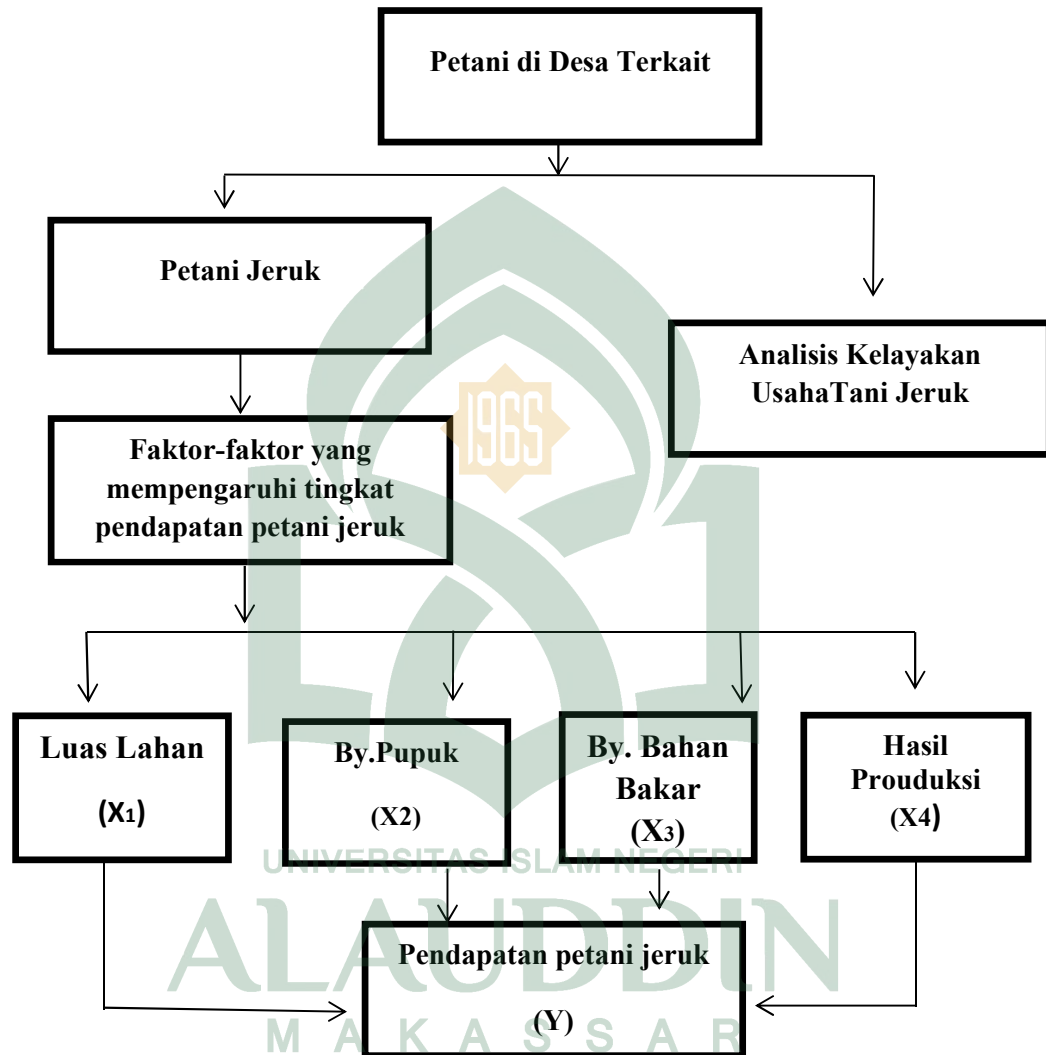 Petani di Desa Terkait
Petani Jeruk
Analisis Kelayakan
UsahaTani Jeruk
1965
Faktor-faktor yang
mempengaruhi tingkat
pendapatan petani jeruk
Luas Lahan
(X1)
By.Pupuk
(X2)
By. Bahan
Bakar
(X3)
Hasil
Prouduksi
(X4)
UNIVERSITAS ISLAM NEGERI
ALAUDDIN
Pendapatan petani jeruk
(Y)
MAKASSAR